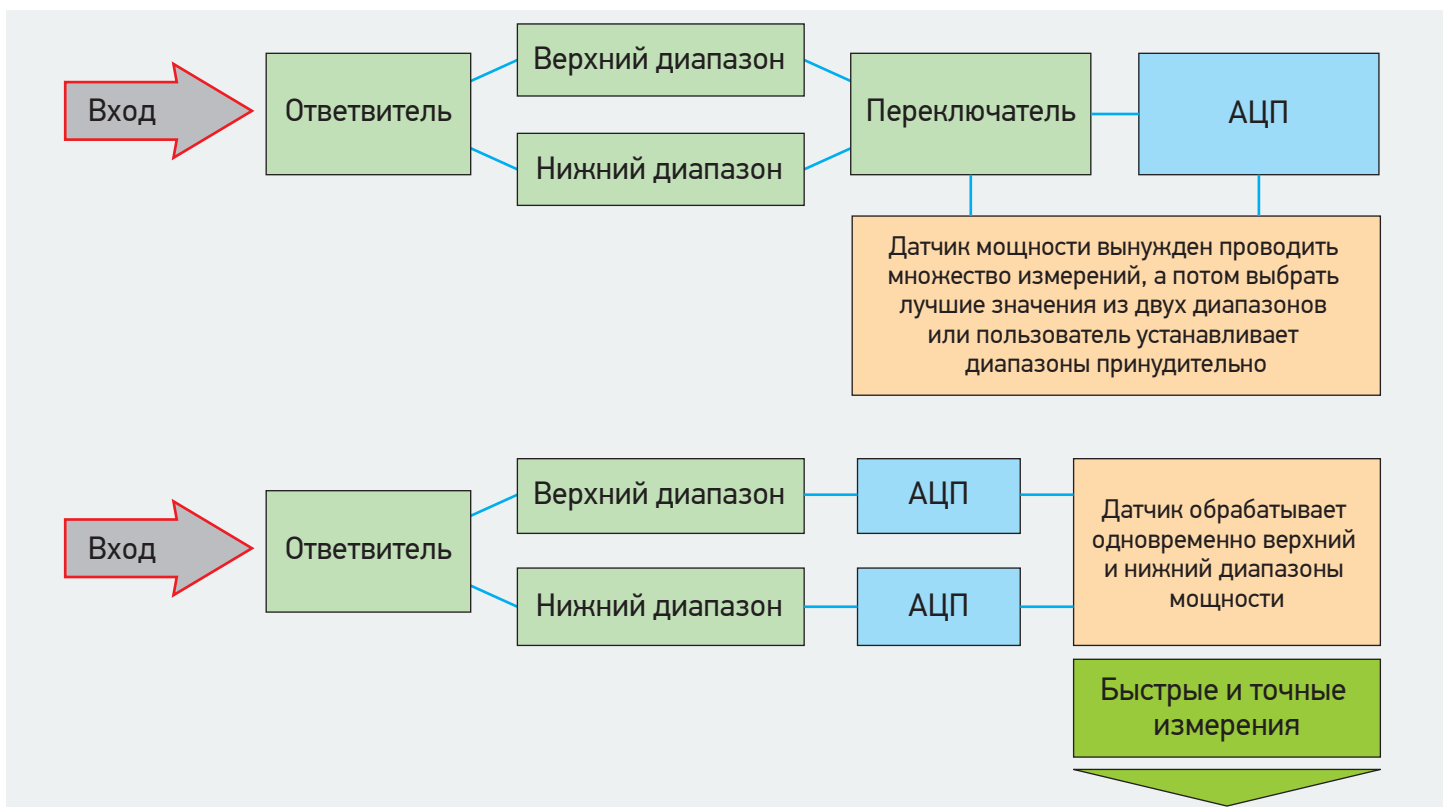 Вход
Ответвитель
Верхний диапазон
Нижний диапазон
Переключатель
АЦП
Датчик мощности вынужден проводить
множество измерений, а потом выбрать
лучшие значения из двух диапазонов
или пользователь устанавливает
диапазоны принудительно
Вход
Ответвитель
Верхний диапазон
АЦП
Нижний диапазон
АЦП
Датчик обрабатывает
одновременно верхний
и нижний диапазоны
мощности
Быстрые и точные
измерения